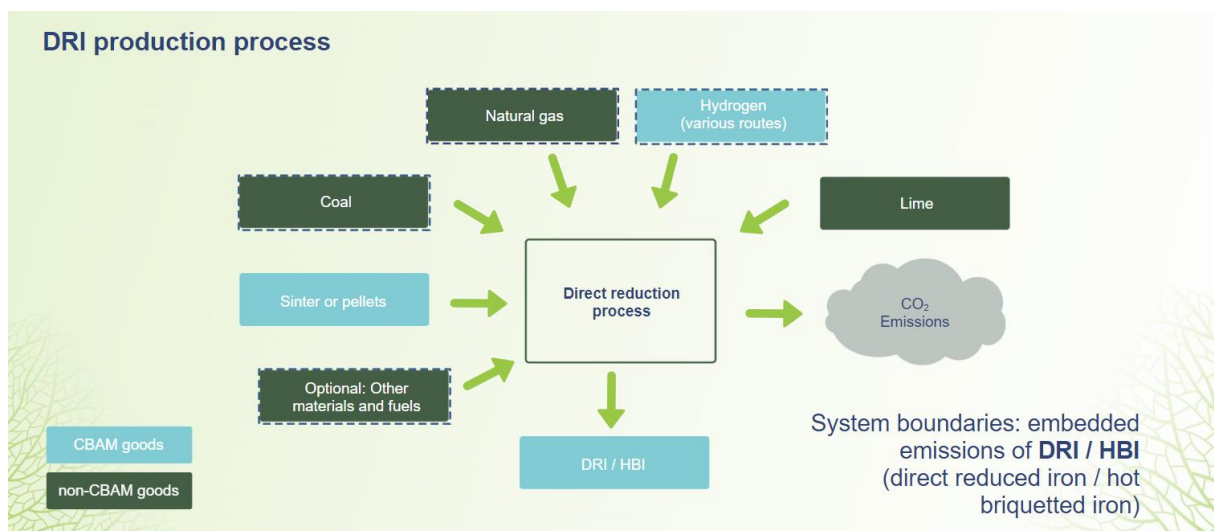 DRI production process
Natural gas
Hydrogen
(various routes)
Coal
Lime
Sinter or pellets
Direct reduction
process
CO₂
Emissions
Optional: Other
materials and fuels
DRI / HBI
CBAM goods
non-CBAM goods
System boundaries: embedded
emissions of DRI / HBI
(direct reduced iron / hot
briquetted iron)